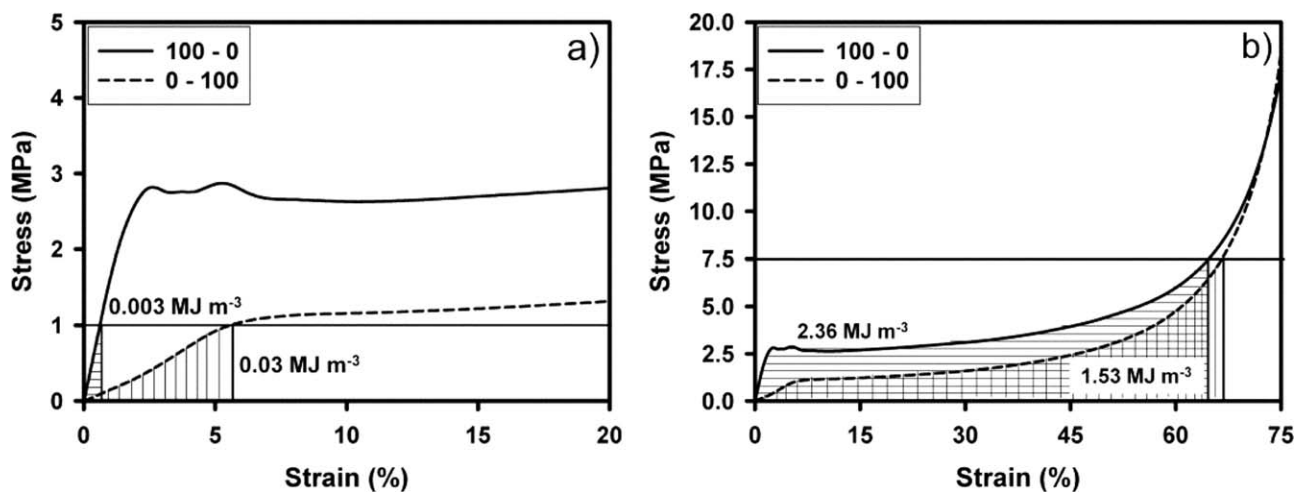 a)
100 - 0
0 - 100
Stress (MPa)
5
4
3
2
1
0
0.003 MJ m-3
0.03 MJ m-3
0 5 10 15 20
Strain (%)
b)
100 - 0
0 - 100
Stress (MPa)
20.0
17.5
15.0
12.5
10.0
7.5
5.0
2.5
0.0
2.36 MJ m-3
1.53 MJ m-3
0 15 30 45 60 75
Strain (%)